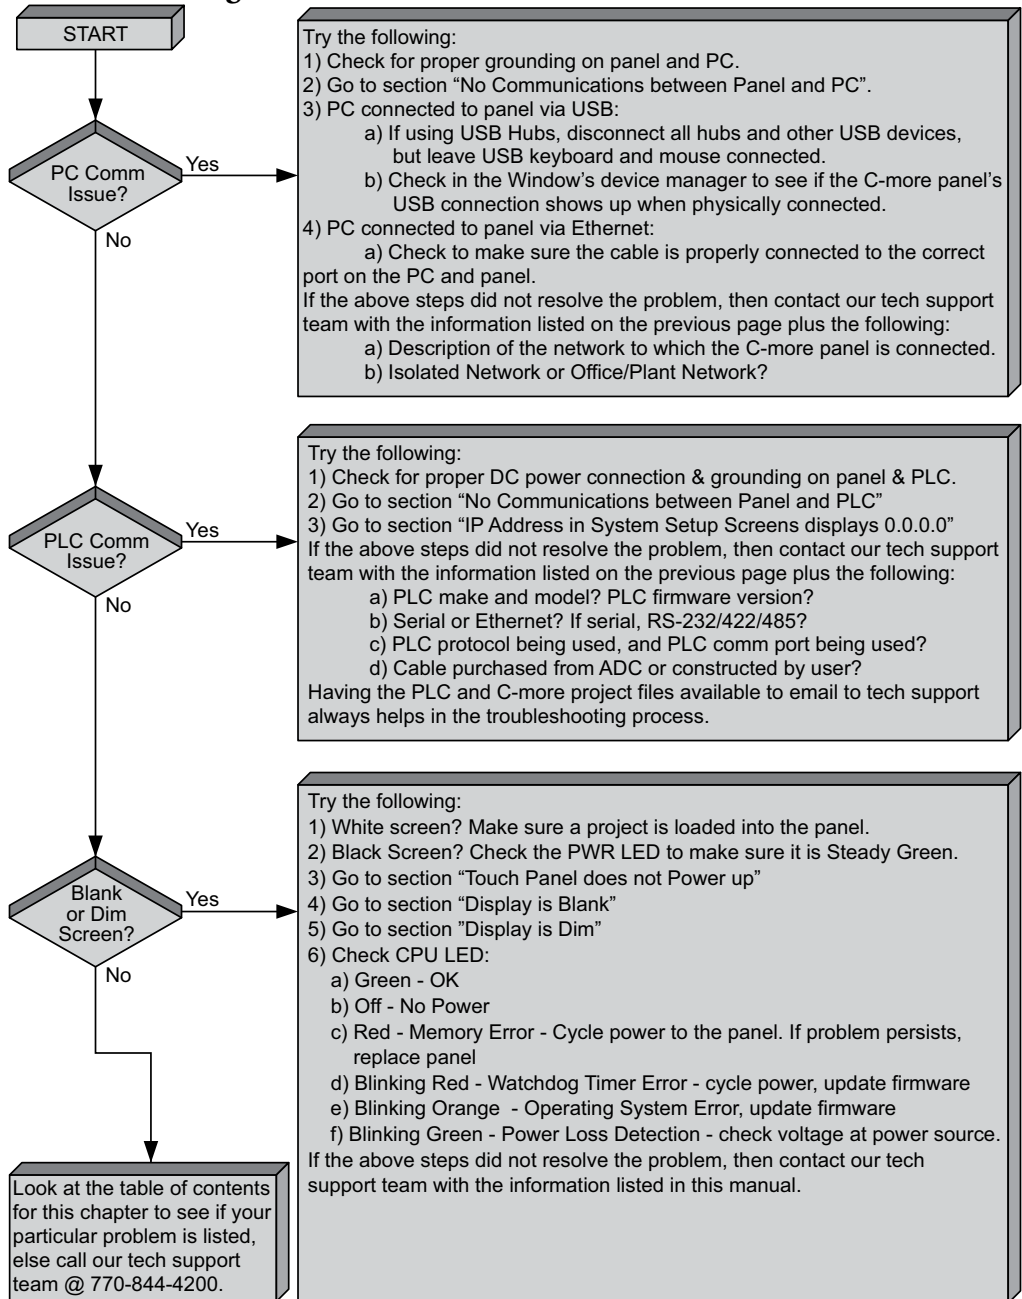 START
PC Comm
Issue?
Yes
No
Try the following:
1) Check for proper grounding on panel and PC.
2) Go to section “No Communications between Panel and PC”.
3) PC connected to panel via USB:
a) If using USB Hubs, disconnect all hubs and other USB devices,
but leave USB keyboard and mouse connected.
b) Check in the Window’s device manager to see if the C-more panel’s
USB connection shows up when physically connected.
4) PC connected to panel via Ethernet:
a) Check to make sure the cable is properly connected to the correct
port on the PC and panel.
If the above steps did not resolve the problem, then contact our tech support
team with the information listed on the previous page plus the following:
a) Description of the network to which the C-more panel is connected.
b) Isolated Network or Office/Plant Network?
PLC Comm
Issue?
Yes
No
Try the following:
1) Check for proper DC power connection & grounding on panel & PLC.
2) Go to section “No Communications between Panel and PLC”
3) Go to section “IP Address in System Setup Screens displays 0.0.0.0”
If the above steps did not resolve the problem, then contact our tech support
team with the information listed on the previous page plus the following:
a) PLC make and model? PLC firmware version?
b) Serial or Ethernet? If serial, RS-232/422/485?
c) PLC protocol being used, and PLC comm port being used?
d) Cable purchased from ADC or constructed by user?
Having the PLC and C-more project files available to email to tech support
always helps in the troubleshooting process.
Blank
or Dim
Screen?
Yes
No
Try the following:
1) White screen? Make sure a project is loaded into the panel.
2) Black Screen? Check the PWR LED to make sure it is Steady Green.
3) Go to section “Touch Panel does not Power up”
4) Go to section “Display is Blank”
5) Go to section ”Display is Dim”
6) Check CPU LED:
a) Green - OK
b) Off - No Power
c) Red - Memory Error - Cycle power to the panel. If problem persists,
replace panel
d) Blinking Red - Watchdog Timer Error - cycle power, update firmware
e) Blinking Orange - Operating System Error, update firmware
f) Blinking Green - Power Loss Detection - check voltage at power source.
If the above steps did not resolve the problem, then contact our tech
support team with the information listed in this manual.
Look at the table of contents
for this chapter to see if your
particular problem is listed,
else call our tech support
team @ 770-844-4200.